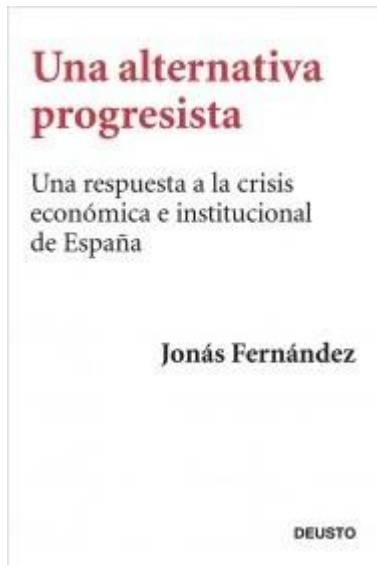 Una alternativa
progresista
Una respuesta a la crisis
económica e institucional
de España
Jonás Fernández
DEUSTO